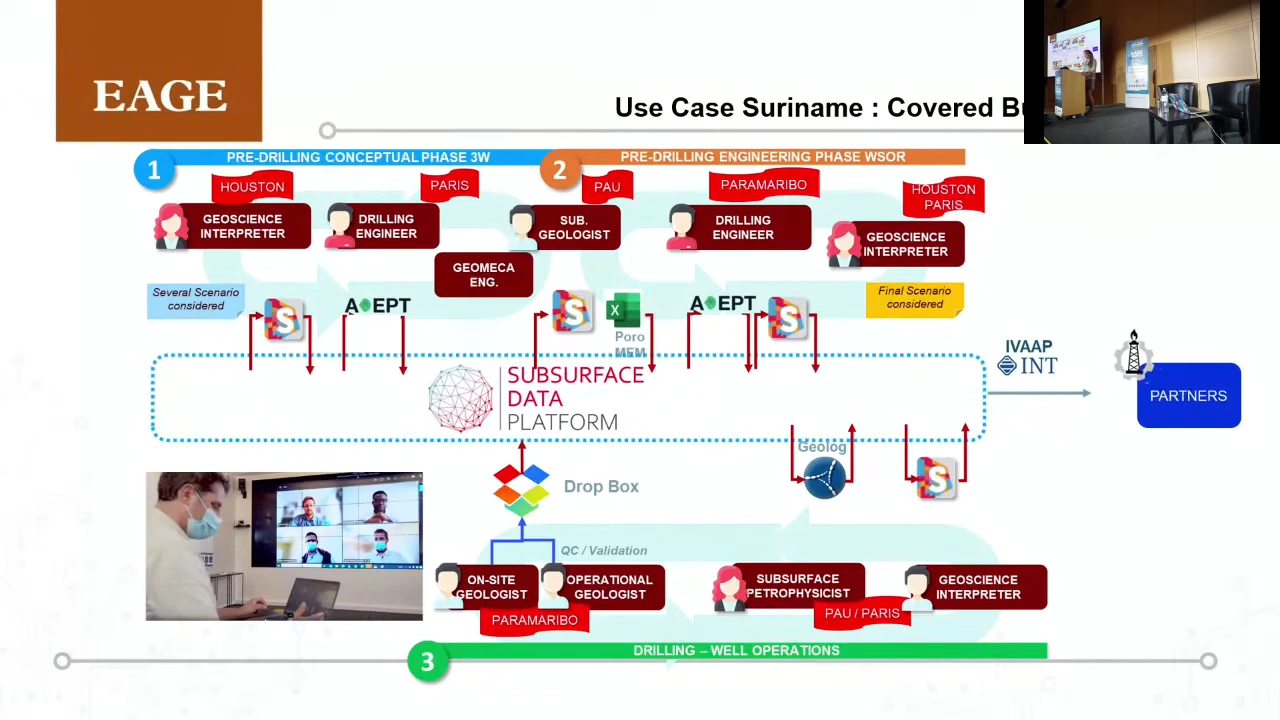 EAGE
Use Case Suriname : Covered Bu
1
PRE-DRILLING CONCEPTUAL PHASE 3W
2
PRE-DRILLING ENGINEERING PHASE WSOR
HOUSTON
PARIS
PAU
PARAMARIBO
HOUSTON
PARIS
GEOSCIENCE
INTERPRETER
DRILLING
ENGINEER
SUB.
GEOLOGIST
DRILLING
ENGINEER
GEOSCIENCE
INTERPRETER
GEOMECA
ENG.
Several Scenario
considered
S
S
X
Poro
MEM
S
Final Scenario
considered
SUBSURFACE
DATA
PLATFORM
IVAAP
INT
PARTNERS
Drop Box
Geolog
S
QC / Validation
ON-SITE
GEOLOGIST
OPERATIONAL
GEOLOGIST
SUBSURFACE
PETROPHYSICIST
GEOSCIENCE
INTERPRETER
PARAMARIBO
PAU / PARIS
3
DRILLING – WELL OPERATIONS